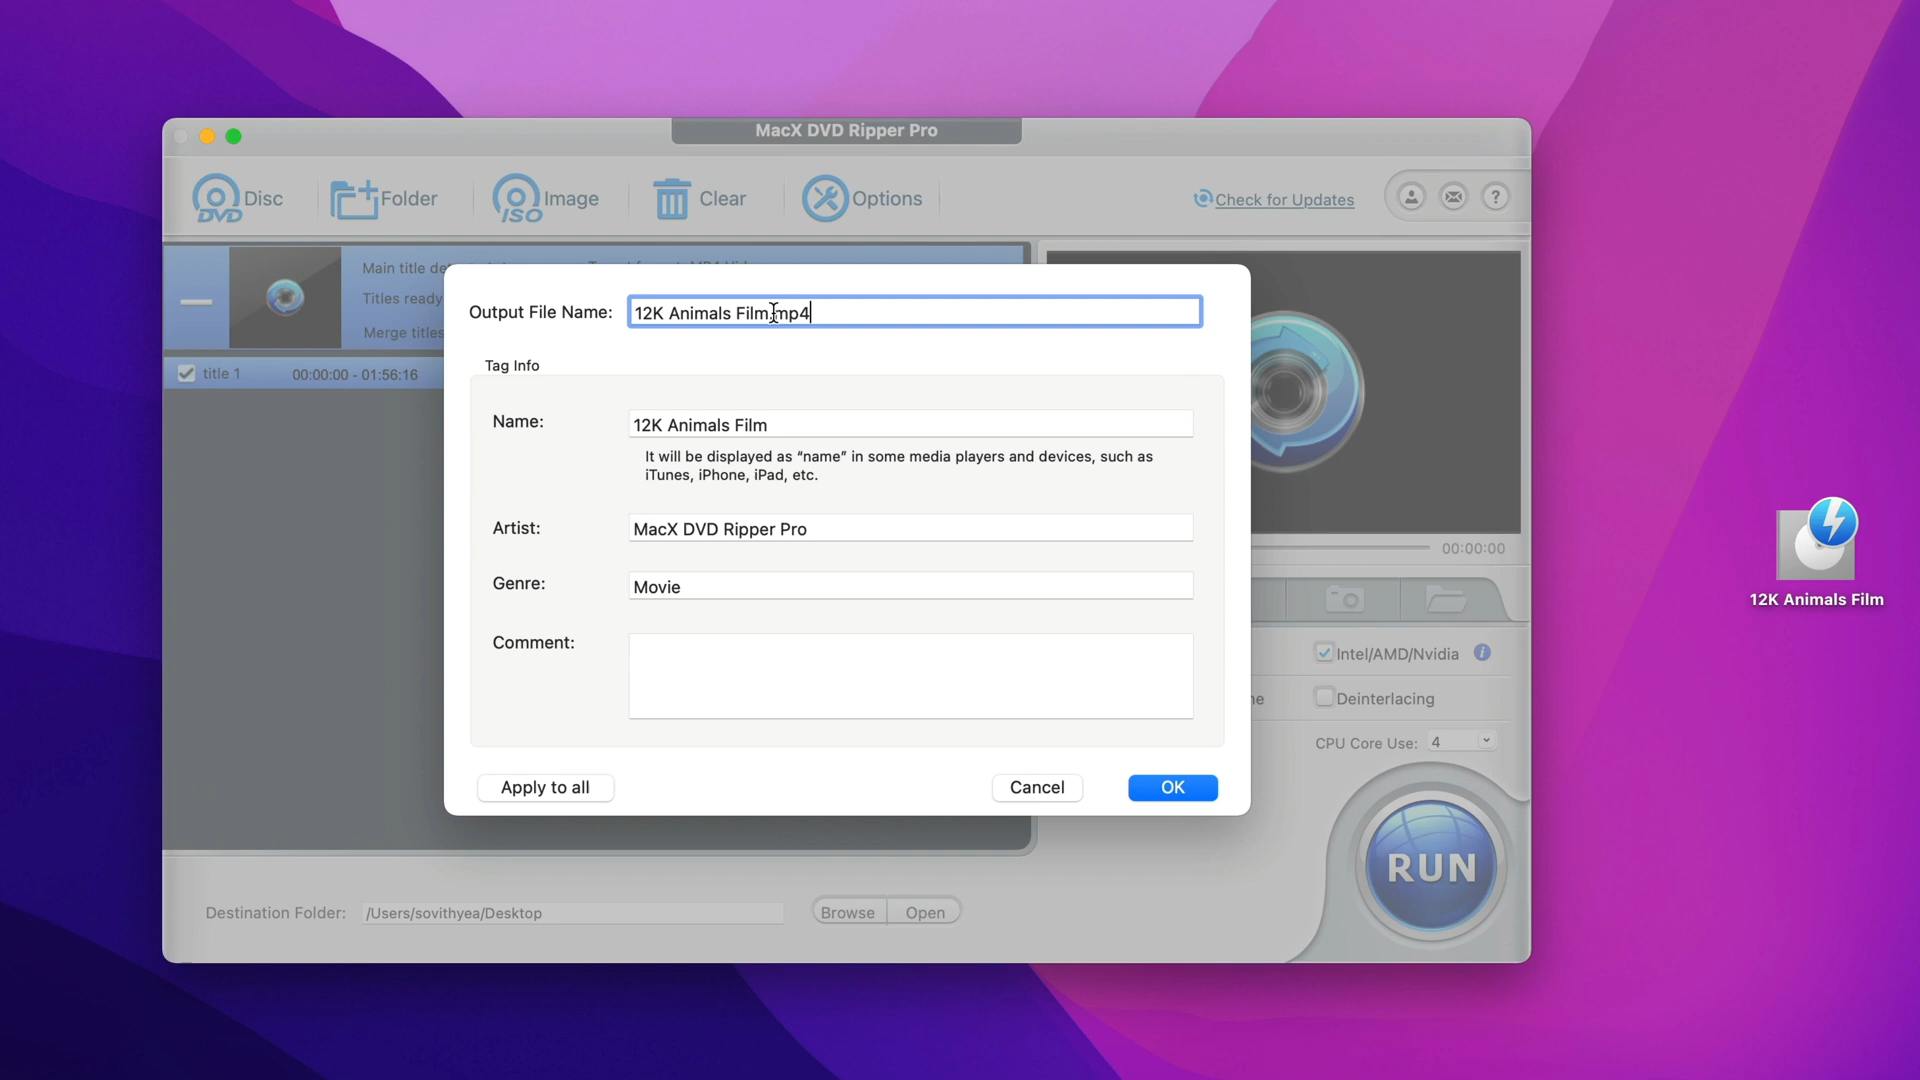 MacX DVD Ripper Pro
DVD Disc
Folder
ISO Image
Clear
Options
Check for Updates
?
Main title de
Titles ready
Merge titles
title 1 00:00:00 - 01:56:16
Output File Name: 12K Animals Film.mp4
Tag Info
Name: 12K Animals Film
It will be displayed as “name” in some media players and devices, such as
iTunes, iPhone, iPad, etc.
Artist: MacX DVD Ripper Pro
Genre: Movie
Comment:
Apply to all
Cancel
OK
00:00:00
Intel/AMD/Nvidia i
Deinterlacing
CPU Core Use: 4
RUN
Destination Folder: /Users/sovithyea/Desktop
Browse
Open
12K Animals Film